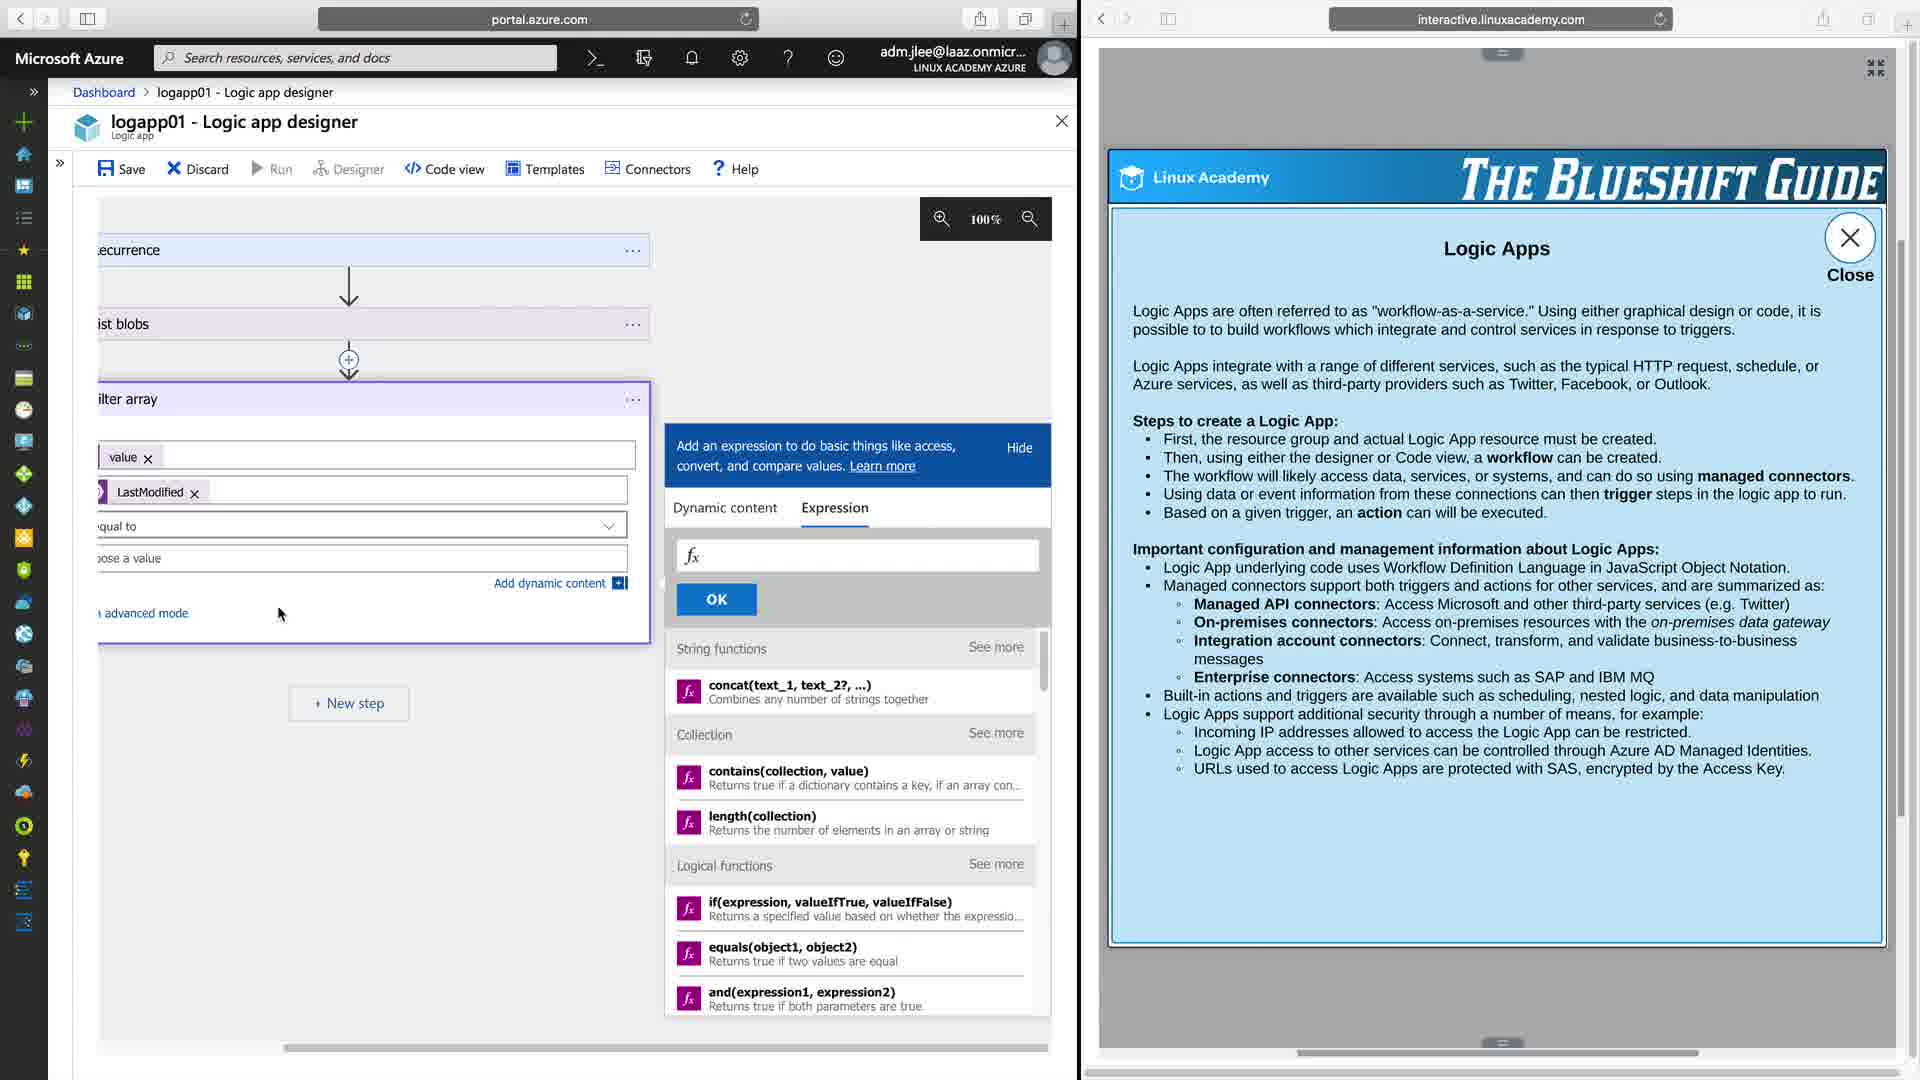 portal.azure.com
Microsoft Azure
Search resources, services, and docs
adm.jlee@laaz.onmicr...
LINUX ACADEMY AZURE
Dashboard > logapp01 - Logic app designer
logapp01 - Logic app designer
Logic app
Save
Discard
Run
Designer
Code view
Templates
Connectors
? Help
100%
ecurrence
ist blobs
ilter array
value
LastModified
qual to
ose a value
Add dynamic content
advanced mode
+ New step
Add an expression to do basic things like access,
convert, and compare values. Learn more
Hide
Dynamic content
Expression
fx
OK
String functions
See more
fx
concat(text_1, text_2?, ...)
Combines any number of strings together
Collection
See more
fx
contains(collection, value)
Returns true if a dictionary contains a key, if an array con...
fx
length(collection)
Returns the number of elements in an array or string
Logical functions
See more
fx
if(expression, valueIfTrue, valueIfFalse)
Returns a specified value based on whether the expressio...
fx
equals(object1, object2)
Returns true if two values are equal
fx
and(expression1, expression2)
Returns true if both parameters are true
interactive.linuxacademy.com
Linux Academy
THE BLUESHIFT GUIDE
Logic Apps
Close
Logic Apps are often referred to as "workflow-as-a-service." Using either graphical design or code, it is
possible to to build workflows which integrate and control services in response to triggers.
Logic Apps integrate with a range of different services, such as the typical HTTP request, schedule, or
Azure services, as well as third-party providers such as Twitter, Facebook, or Outlook.
Steps to create a Logic App:
• First, the resource group and actual Logic App resource must be created.
• Then, using either the designer or Code view, a workflow can be created.
• The workflow will likely access data, services, or systems, and can do so using managed connectors.
• Using data or event information from these connections can then trigger steps in the logic app to run.
• Based on a given trigger, an action can will be executed.
Important configuration and management information about Logic Apps:
• Logic App underlying code uses Workflow Definition Language in JavaScript Object Notation.
• Managed connectors support both triggers and actions for other services, and are summarized as:
◦ Managed API connectors: Access Microsoft and other third-party services (e.g. Twitter)
◦ On-premises connectors: Access on-premises resources with the on-premises data gateway
◦ Integration account connectors: Connect, transform, and validate business-to-business
messages
◦ Enterprise connectors: Access systems such as SAP and IBM MQ
• Built-in actions and triggers are available such as scheduling, nested logic, and data manipulation
• Logic Apps support additional security through a number of means, for example:
◦ Incoming IP addresses allowed to access the Logic App can be restricted.
◦ Logic App access to other services can be controlled through Azure AD Managed Identities.
◦ URLs used to access Logic Apps are protected with SAS, encrypted by the Access Key.